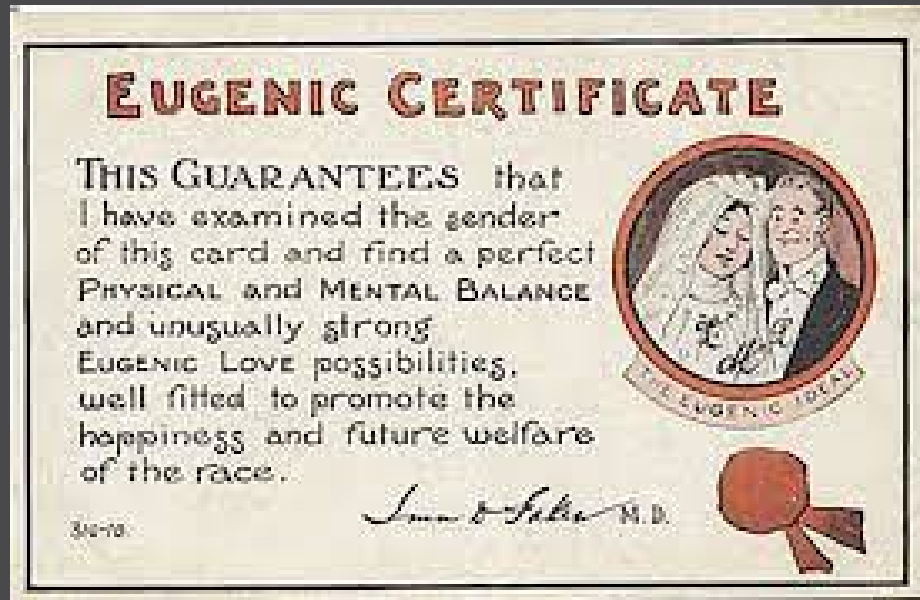 EUGENIC CERTIFICATE
THIS GUARANTEES that
I have examined the sender
of this card and find a perfect
PHYSICAL and MENTAL BALANCE
and unusually strong
EUGENIC LOVE possibilities,
well fitted to promote the
happiness and future welfare
of the race.
THE EUGENIC IDEAL
M.D.